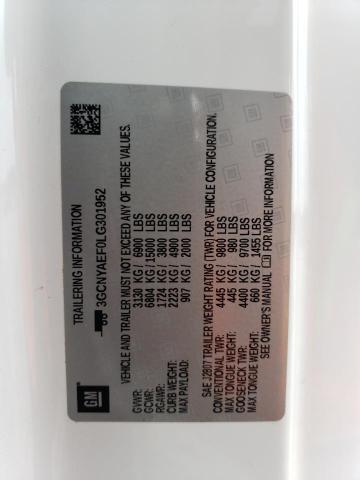 GM
TRAILERING INFORMATION
3GCNYAEF0LG301952
VEHICLE AND TRAILER MUST NOT EXCEED ANY OF THESE VALUES.
GVWR: 3130 KG / 6900 LBS
GCWR: 6804 KG / 15000 LBS
RGAWR: 1724 KG / 3800 LBS
CURB WEIGHT: 2223 KG / 4900 LBS
MAX PAYLOAD: 907 KG / 2000 LBS
SAE J2807 TRAILER WEIGHT RATING (TWR) FOR VEHICLE CONFIGURATION.
CONVENTIONAL TWR: 4445 KG / 9800 LBS
MAX TONGUE WEIGHT: 445 KG / 980 LBS
GOOSENECK TWR: 4400 KG / 9700 LBS
MAX TONGUE WEIGHT: 660 KG / 1455 LBS
SEE OWNER'S MANUAL FOR MORE INFORMATION